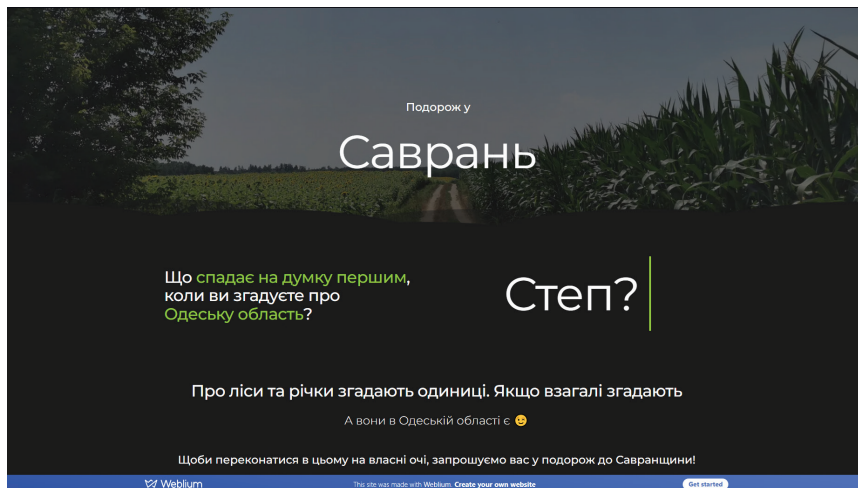 Подорож у
Саврань
Що спадає на думку першим,
коли ви згадуєте про
Одеську область?
Степ?
Про ліси та річки згадають одиниці. Якщо взагалі згадають
А вони в Одеській області є 😉
Щоби переконатися в цьому на власні очі, запрошуємо вас у подорож до Савранщини!
Weblium
This site was made with Weblium. Create your own website
Get started